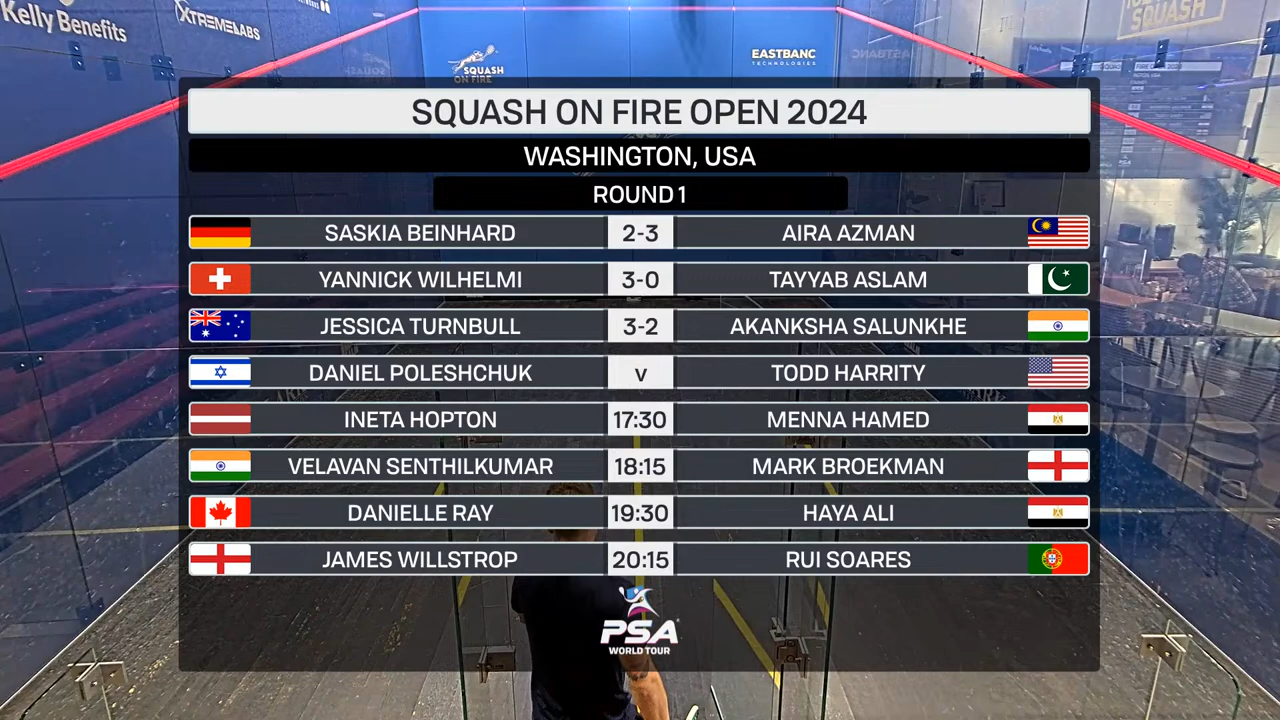 Kelly Benefits
XTREMELABS
SQUASH
ON FIRE
EASTBANC
TECHNOLOGIES
SQUASH
SQUASH ON FIRE OPEN 2024
WASHINGTON, USA
ROUND 1
SASKIA BEINHARD 2-3 AIRA AZMAN
YANNICK WILHELMI 3-0 TAYYAB ASLAM
JESSICA TURNBULL 3-2 AKANKSHA SALUNKHE
DANIEL POLESHCHUK v TODD HARRITY
INETA HOPTON 17:30 MENNA HAMED
VELAVAN SENTHILKUMAR 18:15 MARK BROEKMAN
DANIELLE RAY 19:30 HAYA ALI
JAMES WILLSTROP 20:15 RUI SOARES
PSA
WORLD TOUR